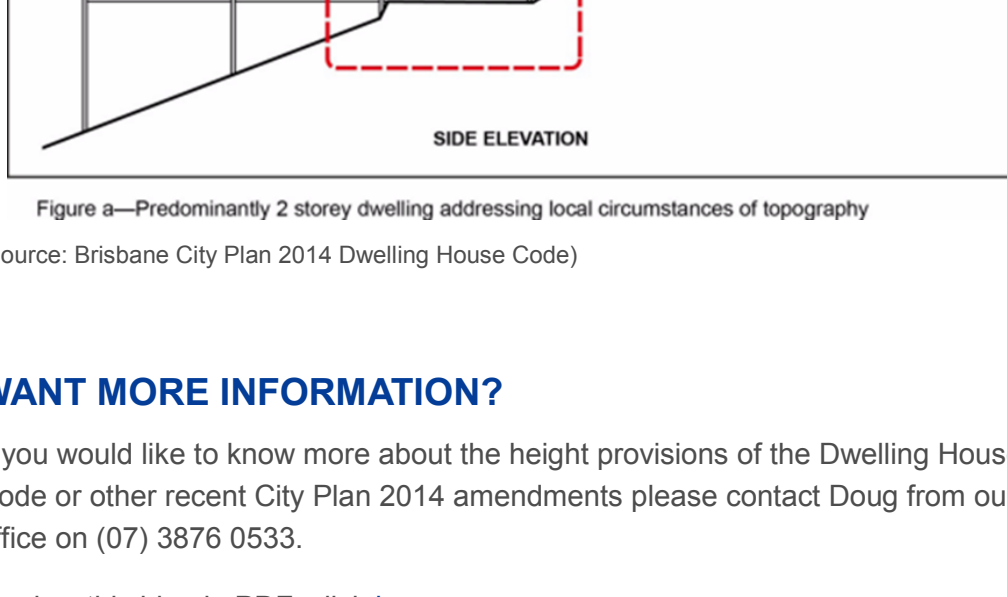 SIDE ELEVATION
Figure a—Predominantly 2 storey dwelling addressing local circumstances of topography
ource: Brisbane City Plan 2014 Dwelling House Code)
WANT MORE INFORMATION?
you would like to know more about the height provisions of the Dwelling Hous
ode or other recent City Plan 2014 amendments please contact Doug from ou
ffice on (07) 3876 0533.